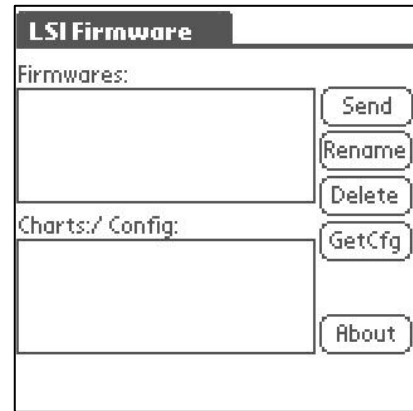 LSI Firmware
Firmwares:
Send
Rename
Delete
Charts:/ Config:
GetCfg
About